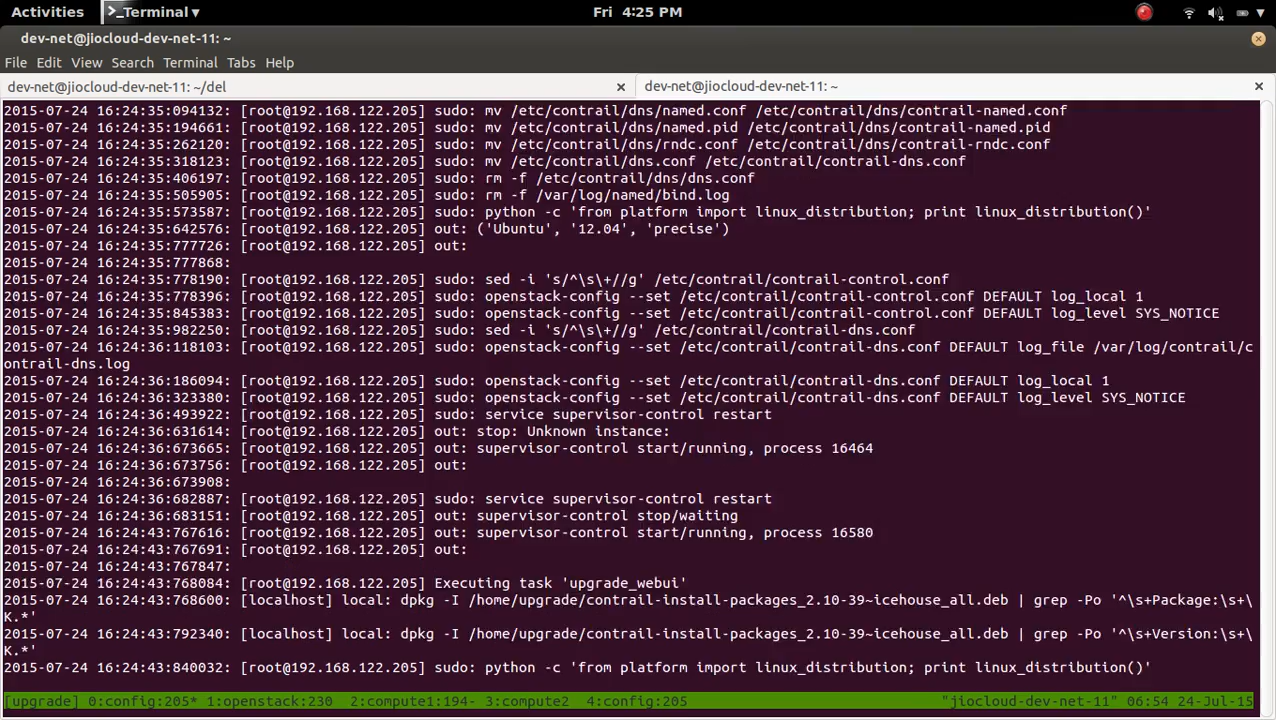 Activities >_Terminal ▾ Fri 4:25 PM
dev-net@jiocloud-dev-net-11: ~
File Edit View Search Terminal Tabs Help
dev-net@jiocloud-dev-net-11: ~/del × dev-net@jiocloud-dev-net-11: ~ ×
2015-07-24 16:24:35:094132: [root@192.168.122.205] sudo: mv /etc/contrail/dns/named.conf /etc/contrail/dns/contrail-named.conf
2015-07-24 16:24:35:194661: [root@192.168.122.205] sudo: mv /etc/contrail/dns/named.pid /etc/contrail/dns/contrail-named.pid
2015-07-24 16:24:35:262120: [root@192.168.122.205] sudo: mv /etc/contrail/dns/rndc.conf /etc/contrail/dns/contrail-rndc.conf
2015-07-24 16:24:35:318123: [root@192.168.122.205] sudo: mv /etc/contrail/dns/dns.conf /etc/contrail/contrail-dns.conf
2015-07-24 16:24:35:406197: [root@192.168.122.205] sudo: rm -f /etc/contrail/dns/dns.conf
2015-07-24 16:24:35:505905: [root@192.168.122.205] sudo: rm -f /var/log/named/bind.log
2015-07-24 16:24:35:573587: [root@192.168.122.205] sudo: python -c 'from platform import linux_distribution; print linux_distribution()'
2015-07-24 16:24:35:642576: [root@192.168.122.205] out: ('Ubuntu', '12.04', 'precise')
2015-07-24 16:24:35:777726: [root@192.168.122.205] out:
2015-07-24 16:24:35:777868:
2015-07-24 16:24:35:778190: [root@192.168.122.205] sudo: sed -i 's/^\s\+//g' /etc/contrail/contrail-control.conf
2015-07-24 16:24:35:778396: [root@192.168.122.205] sudo: openstack-config --set /etc/contrail/contrail-control.conf DEFAULT log_local 1
2015-07-24 16:24:35:845383: [root@192.168.122.205] sudo: openstack-config --set /etc/contrail/contrail-control.conf DEFAULT log_level SYS_NOTICE
2015-07-24 16:24:35:982250: [root@192.168.122.205] sudo: sed -i 's/^\s\+//g' /etc/contrail/contrail-dns.conf
2015-07-24 16:24:36:118103: [root@192.168.122.205] sudo: openstack-config --set /etc/contrail/contrail-dns.conf DEFAULT log_file /var/log/contrail/c
ontrail-dns.log
2015-07-24 16:24:36:186094: [root@192.168.122.205] sudo: openstack-config --set /etc/contrail/contrail-dns.conf DEFAULT log_local 1
2015-07-24 16:24:36:323380: [root@192.168.122.205] sudo: openstack-config --set /etc/contrail/contrail-dns.conf DEFAULT log_level SYS_NOTICE
2015-07-24 16:24:36:493922: [root@192.168.122.205] sudo: service supervisor-control restart
2015-07-24 16:24:36:631614: [root@192.168.122.205] out: stop: Unknown instance:
2015-07-24 16:24:36:673665: [root@192.168.122.205] out: supervisor-control start/running, process 16464
2015-07-24 16:24:36:673756: [root@192.168.122.205] out:
2015-07-24 16:24:36:673908:
2015-07-24 16:24:36:682887: [root@192.168.122.205] sudo: service supervisor-control restart
2015-07-24 16:24:36:683151: [root@192.168.122.205] out: supervisor-control stop/waiting
2015-07-24 16:24:43:767616: [root@192.168.122.205] out: supervisor-control start/running, process 16580
2015-07-24 16:24:43:767691: [root@192.168.122.205] out:
2015-07-24 16:24:43:767847:
2015-07-24 16:24:43:768084: [root@192.168.122.205] Executing task 'upgrade_webui'
2015-07-24 16:24:43:768600: [localhost] local: dpkg -I /home/upgrade/contrail-install-packages_2.10-39~icehouse_all.deb | grep -Po '^\s+Package:\s+\
K.*'
2015-07-24 16:24:43:792340: [localhost] local: dpkg -I /home/upgrade/contrail-install-packages_2.10-39~icehouse_all.deb | grep -Po '^\s+Version:\s+\
K.*'
2015-07-24 16:24:43:840032: [root@192.168.122.205] sudo: python -c 'from platform import linux_distribution; print linux_distribution()'
[upgrade] 0:config:205* 1:openstack:230 2:compute1:194- 3:compute2 4:config:205 "jiocloud-dev-net-11" 06:54 24-Jul-15